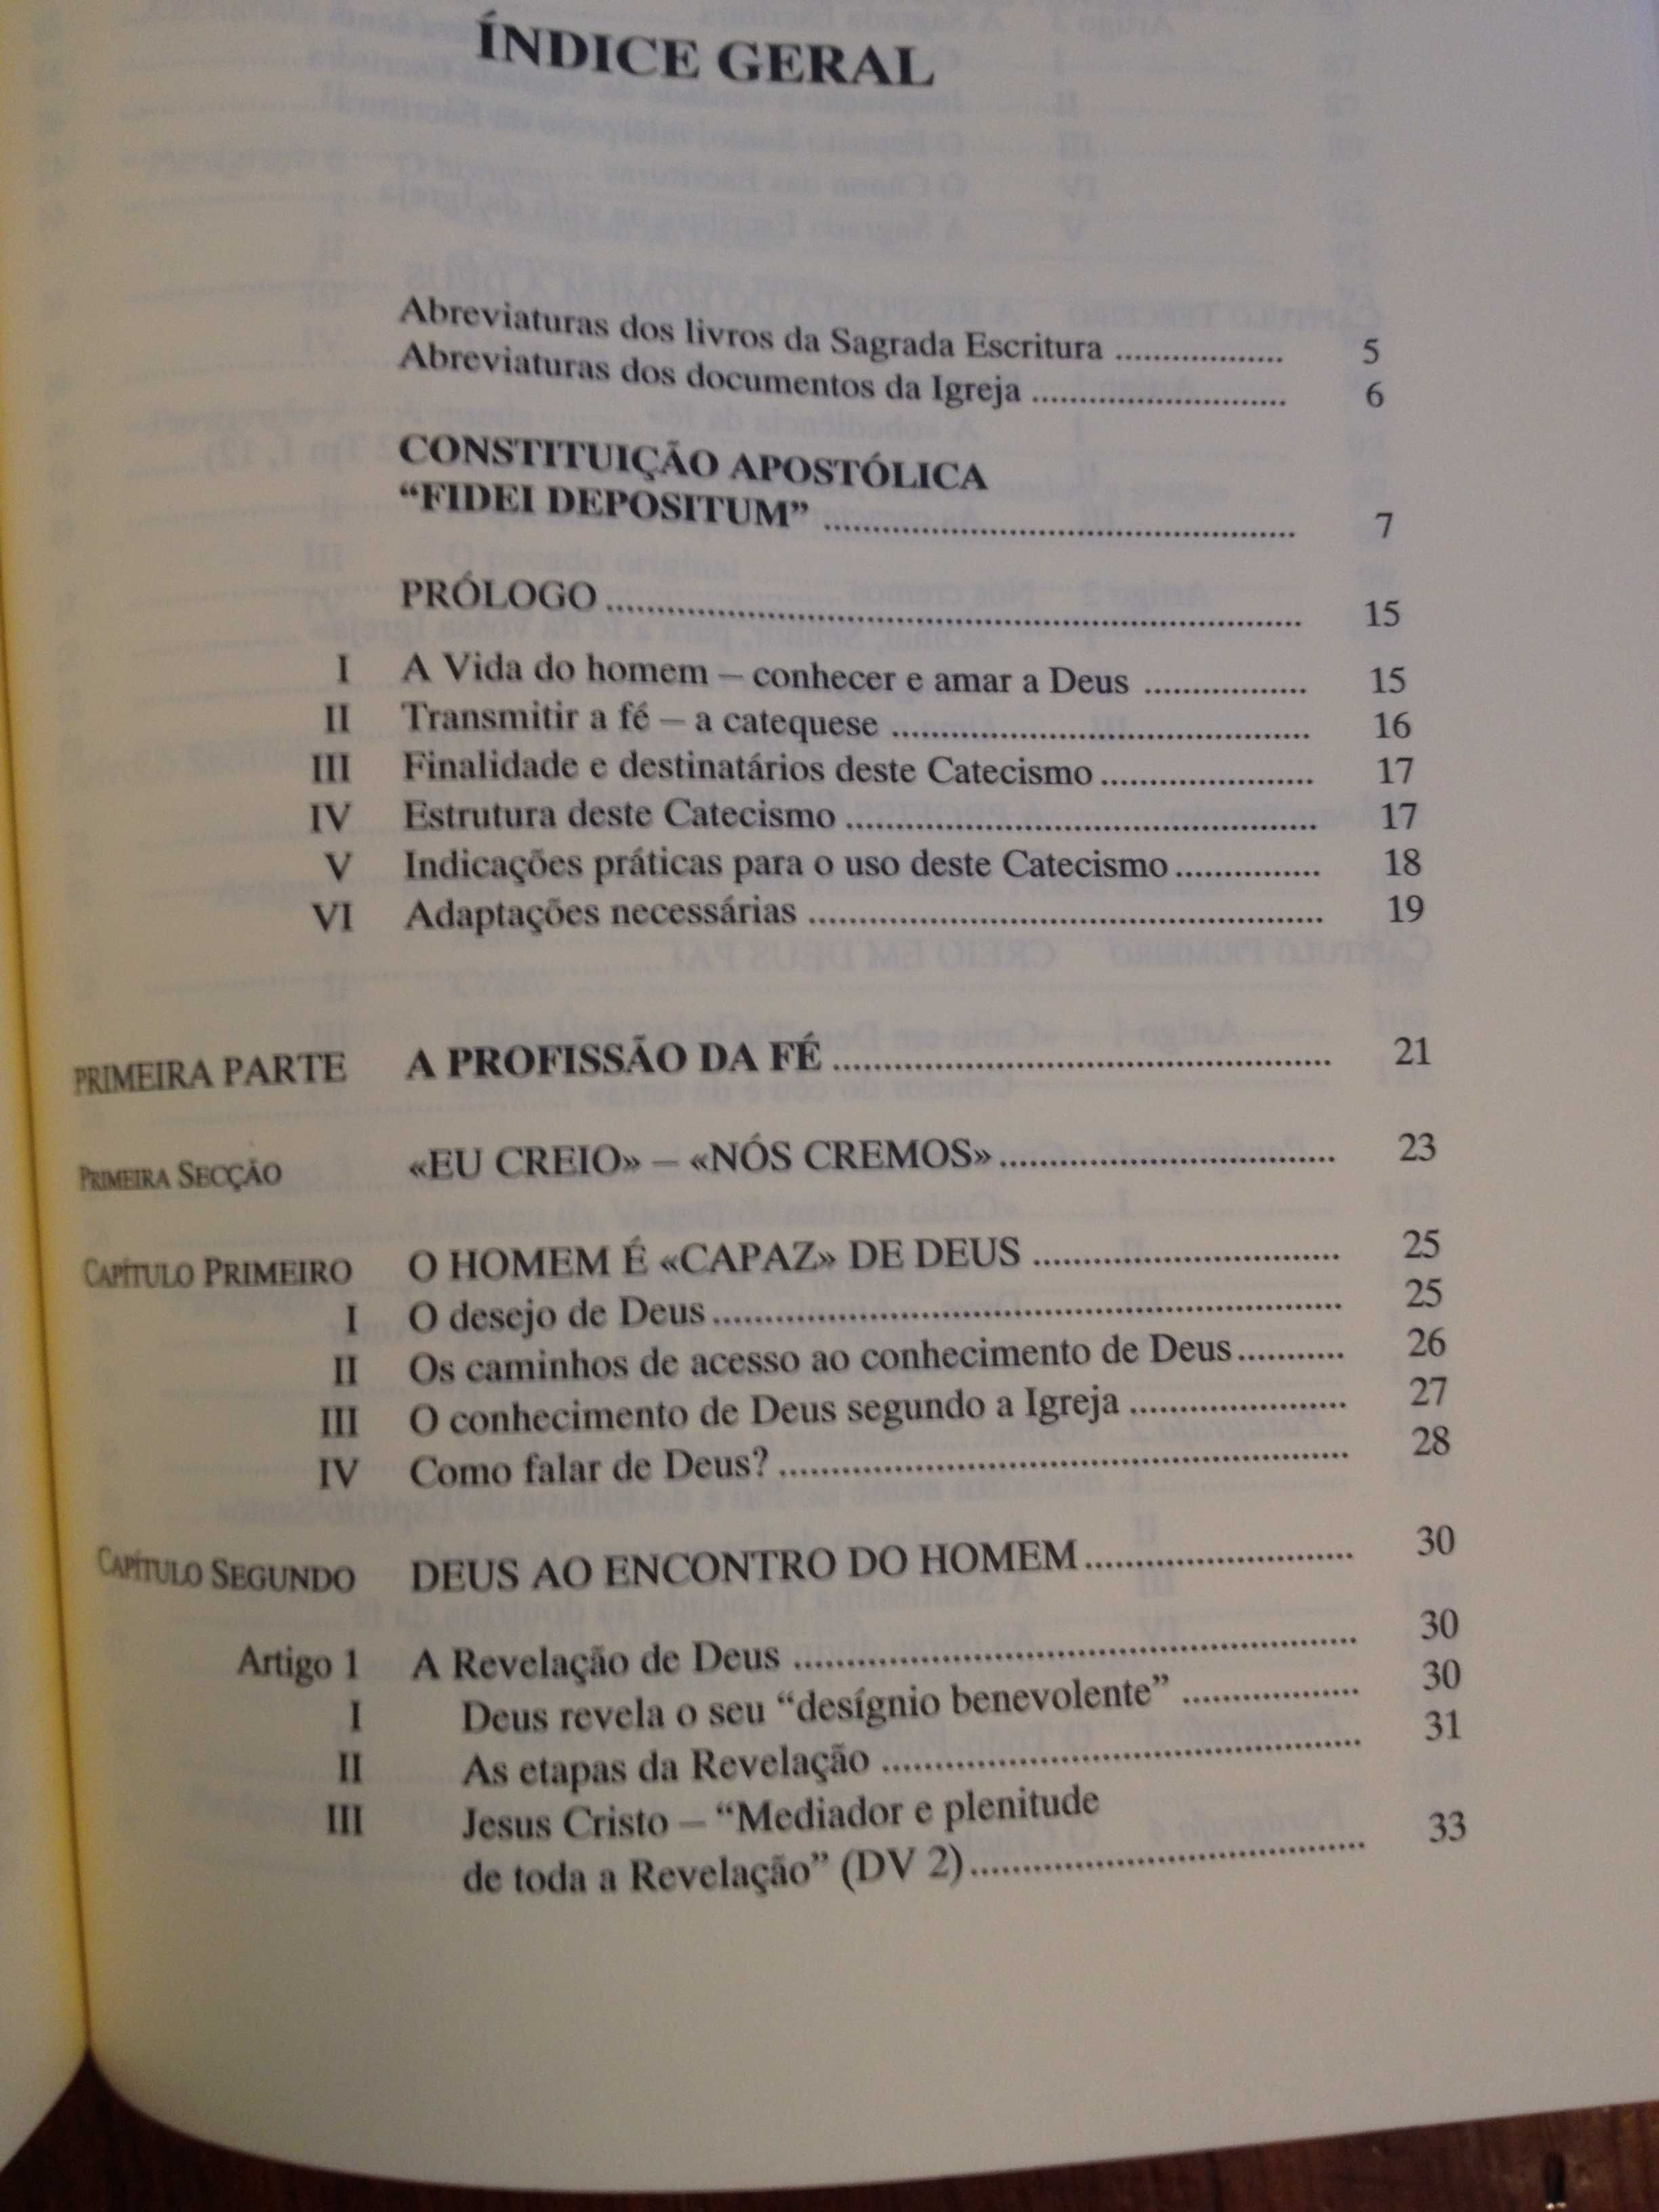 ÍNDICE GERAL
Abreviaturas dos livros da Sagrada Escritura .................. 5
Abreviaturas dos documentos da Igreja ........................... 6
CONSTITUIÇÃO APOSTÓLICA
“FIDEI DEPOSITUM” .................................................. 7
PRÓLOGO .......................................................................... 15
I A Vida do homem – conhecer e amar a Deus ................. 15
II Transmitir a fé – a catequese ............................................ 16
III Finalidade e destinatários deste Catecismo ...................... 17
IV Estrutura deste Catecismo ................................................. 17
V Indicações práticas para o uso deste Catecismo ............... 18
VI Adaptações necessárias ...................................................... 19
PRIMEIRA PARTE A PROFISSÃO DA FÉ .................................................... 21
PRIMEIRA SECÇÃO «EU CREIO» – «NÓS CREMOS» ................................... 23
CAPÍTULO PRIMEIRO O HOMEM É «CAPAZ» DE DEUS ................................ 25
I O desejo de Deus .................................................................. 25
II Os caminhos de acesso ao conhecimento de Deus ........... 26
III O conhecimento de Deus segundo a Igreja ...................... 27
IV Como falar de Deus? ........................................................... 28
CAPÍTULO SEGUNDO DEUS AO ENCONTRO DO HOMEM ........................... 30
Artigo 1 A Revelação de Deus .......................................................... 30
I Deus revela o seu “desígnio benevolente” .................. 30
II As etapas da Revelação ................................................. 31
III Jesus Cristo – “Mediador e plenitude
de toda a Revelação” (DV 2) ........................................ 33